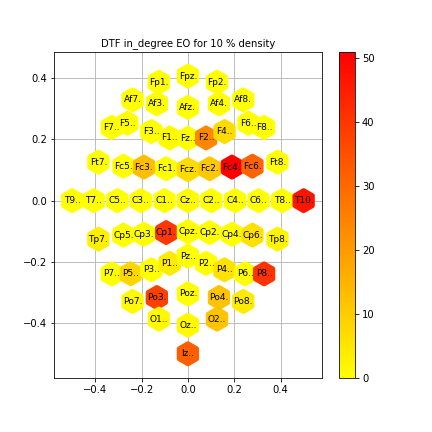 DTF in_degree EO for 10 % density
Fp1. Fpz. Fp2.
Af7. Af3. Afz. Af4. Af8.
F7.. F5.. F3.. F1.. Fz.. F2.. F4.. F6.. F8..
Ft7. Fc5. Fc3. Fc1. Fcz. Fc2. Fc4. Fc6. Ft8.
T9.. T7.. C5.. C3.. C1.. Cz.. C2.. C4.. C6.. T8.. T10.
Tp7. Cp5. Cp3. Cp1. Cpz. Cp2. Cp4. Cp6. Tp8.
P7.. P5.. P3.. P1.. Pz.. P2.. P4.. P6.. P8..
Po7. Po3. Poz. Po4. Po8.
O1.. Oz.. O2..
Iz..
0.4
0.2
0.0
−0.2
−0.4
−0.4 −0.2 0.0 0.2 0.4
50
40
30
20
10
0